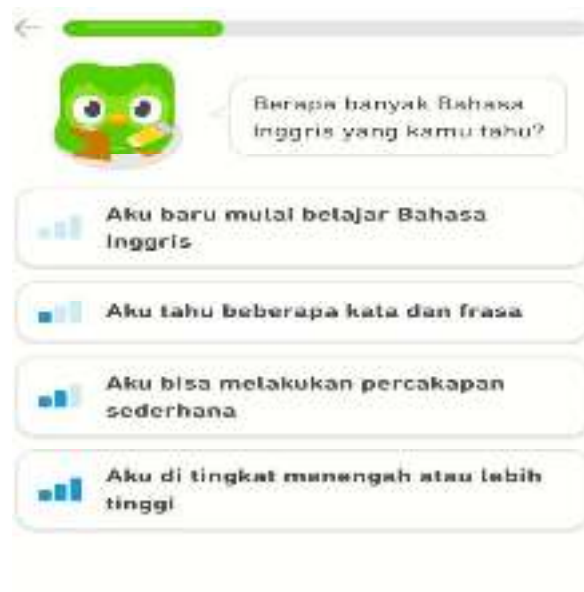 Berapa banyak Bahasa
Inggris yang kamu tahu?
Aku baru mulai belajar Bahasa
Inggris
Aku tahu beberapa kata dan frasa
Aku bisa melakukan percakapan
sederhana
Aku di tingkat menengah atau lebih
tinggi